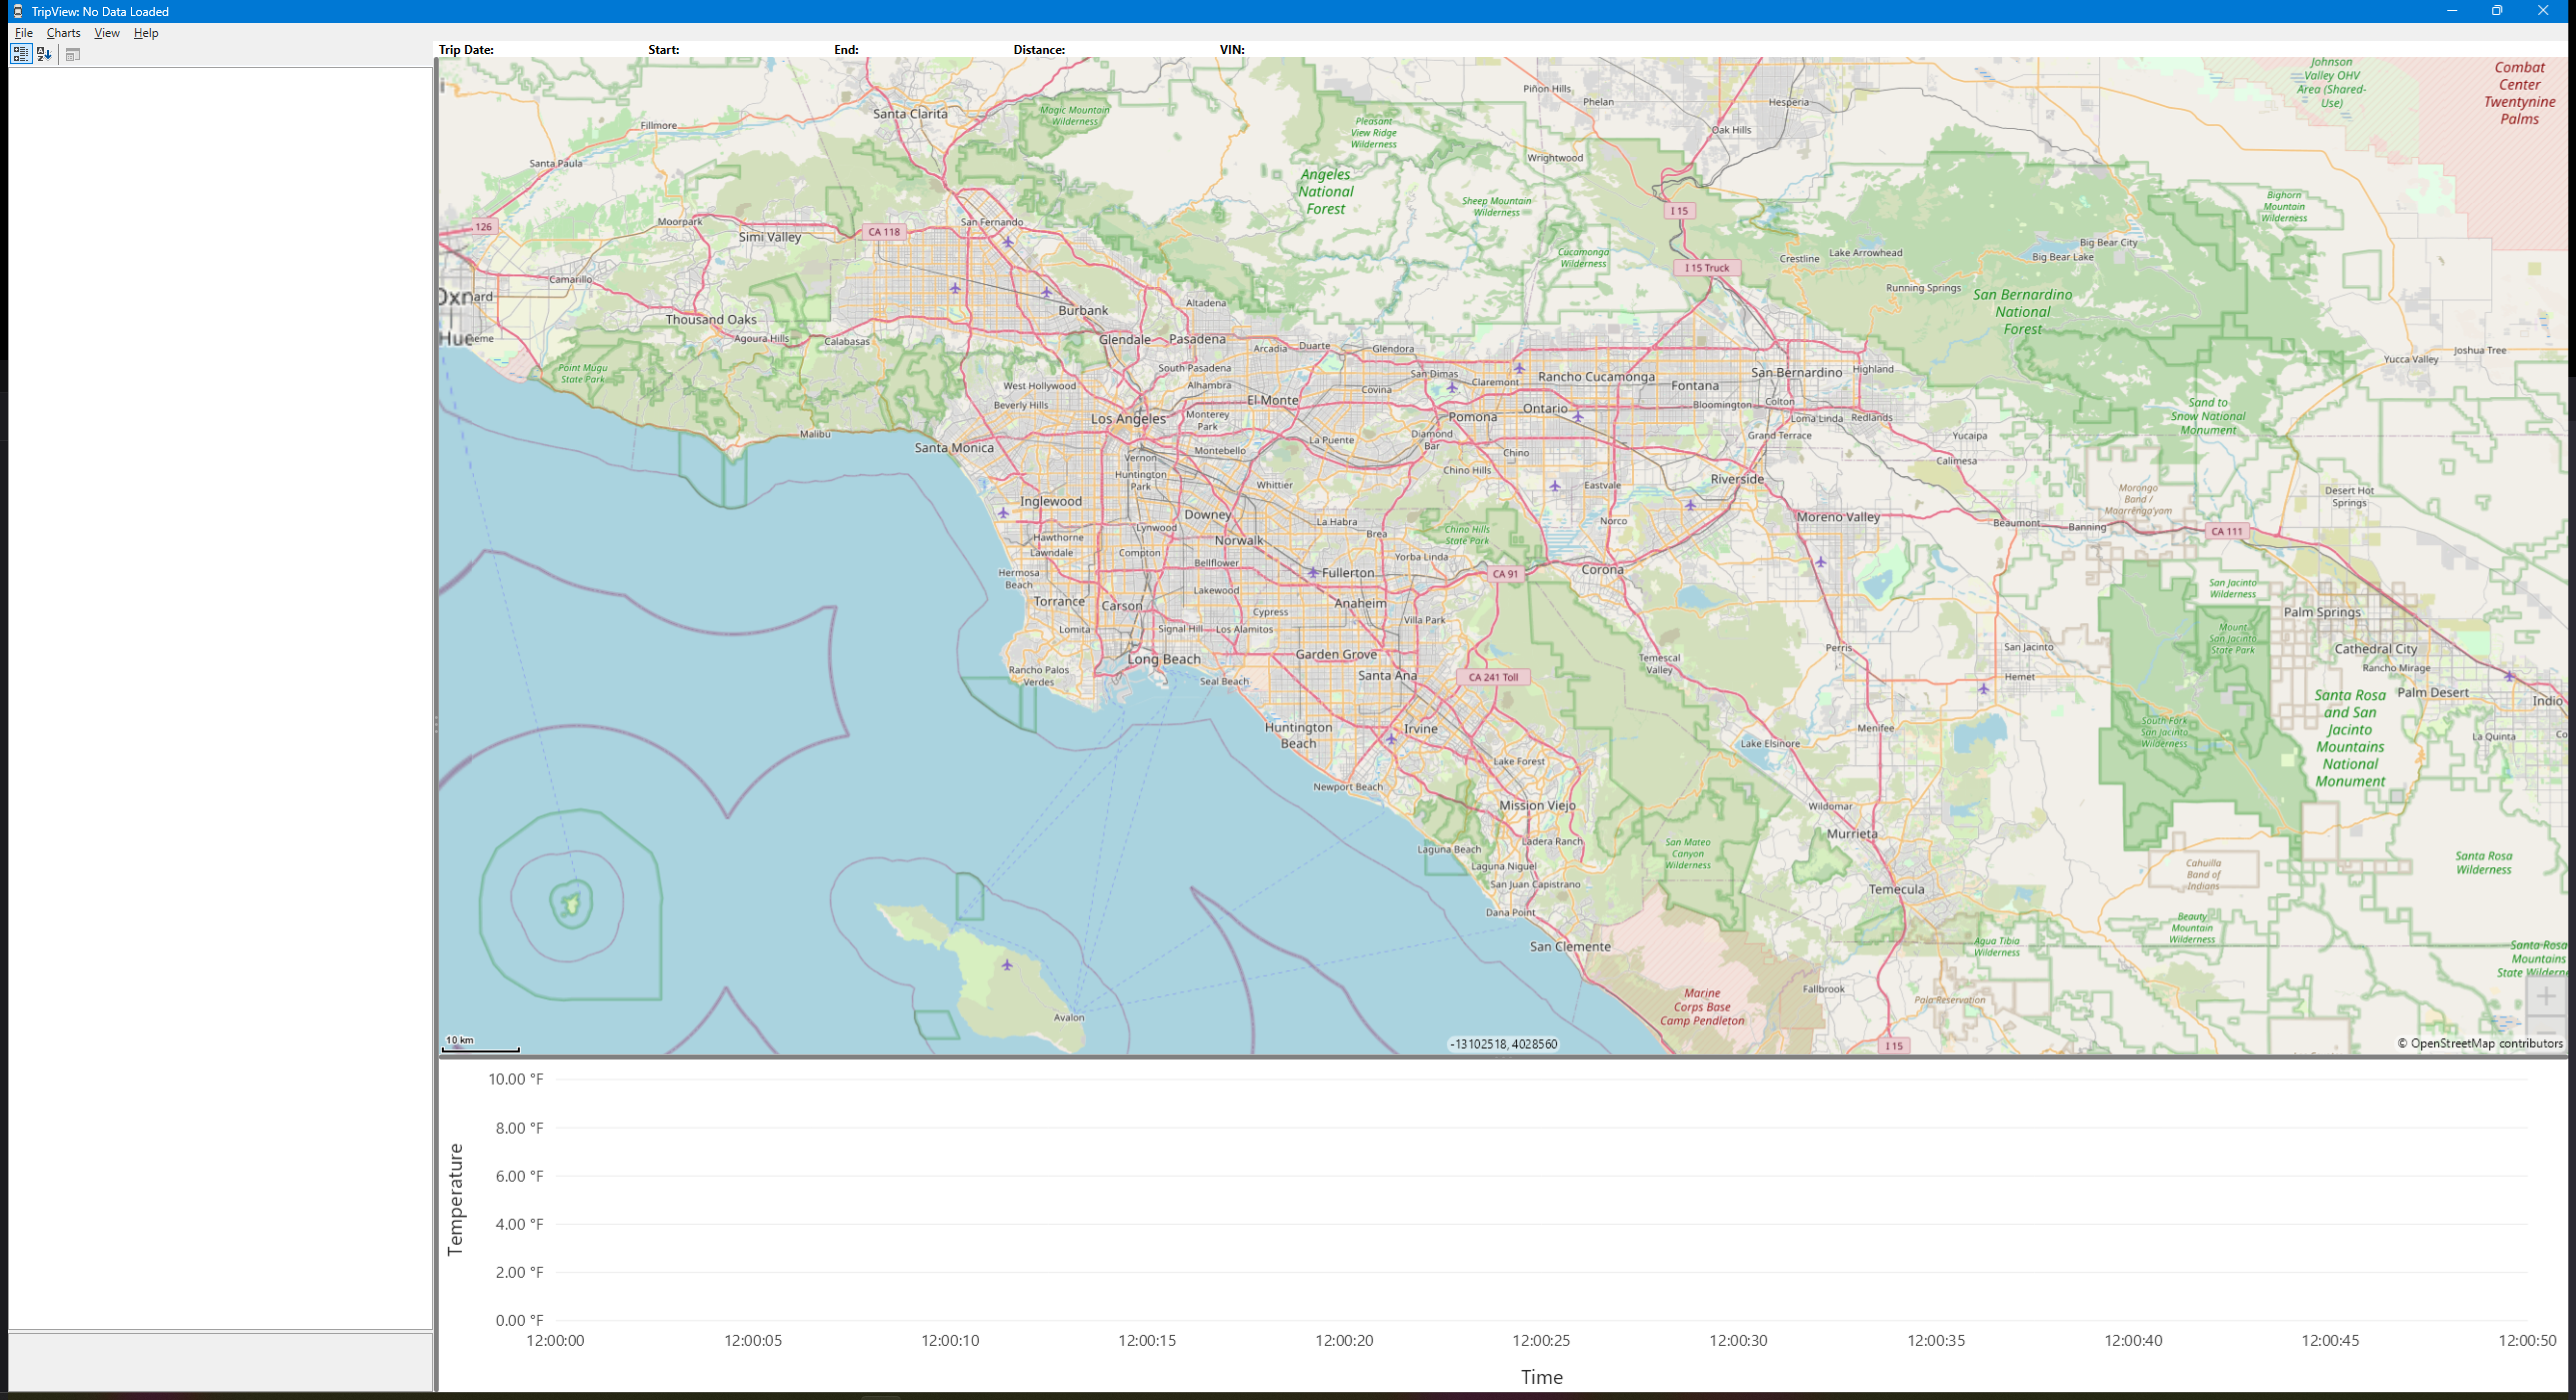 TripView: No Data Loaded
File Charts View Help
Trip Date: Start: End: Distance: VIN:
Johnson
Valley OHV
Area (Shared-
Use)
Combat
Center
Twentynine
Palms
Piñon Hills
Phelan
Hesperia
Magic Mountain
Wilderness
Santa Clarita
Fillmore
Pleasant
View Ridge
Wilderness
Oak Hills
Santa Paula
Wrightwood
Angeles
National
Forest
Sheep Mountain
Wilderness
Bighorn
Mountain
Wilderness
I 15
126
Moorpark
San Fernando
CA 118
Simi Valley
Big Bear City
Cucamonga
Wilderness
Crestline
Lake Arrowhead
Big Bear Lake
I 15 Truck
Camarillo
Running Springs
San Bernardino
National
Forest
Oxn
ard
Hue
eme
Altadena
Burbank
Thousand Oaks
Agoura Hills
Calabasas
Glendale
Pasadena
Arcadia
Duarte
Glendora
Joshua Tree
Yucca Valley
Point Mugu
State Park
South Pasadena
San Dimas
Claremont
Rancho Cucamonga
San Bernardino
Highland
West Hollywood
Alhambra
Covina
Fontana
Beverly Hills
El Monte
Ontario
Bloomington
Colton
Sand to
Snow National
Monument
Los Angeles
Monterey
Park
Pomona
Loma Linda
Redlands
Malibu
La Puente
Diamond
Bar
Grand Terrace
Yucaipa
Santa Monica
Vernon
Montebello
Chino
Calimesa
Huntington
Park
Chino Hills
Riverside
Whittier
Eastvale
Morongo
Band /
Maarrênga'yam
Desert Hot
Springs
Inglewood
Downey
La Habra
Norco
Moreno Valley
Beaumont
Banning
CA 111
Lynwood
Brea
Chino Hills
State Park
Hawthorne
Norwalk
Lawndale
Compton
Yorba Linda
Bellflower
Hermosa
Beach
Fullerton
CA 91
Corona
San Jacinto
Wilderness
Lakewood
Torrance
Carson
Cypress
Anaheim
Palm Springs
Villa Park
Lomita
Signal Hill
Los Alamitos
Mount
San Jacinto
State Park
Garden Grove
Perris
San Jacinto
Cathedral City
Long Beach
Temescal
Valley
Rancho Mirage
Rancho Palos
Verdes
Seal Beach
Santa Ana
CA 241 Toll
Hemet
Palm Desert
Santa Rosa
and San
Jacinto
Mountains
National
Monument
Indio
Huntington
Beach
Irvine
Menifee
South Fork
San Jacinto
Wilderness
La Quinta
Co
Lake Elsinore
Lake Forest
Newport Beach
Mission Viejo
Wildomar
Murrieta
Laguna Beach
Ladera Ranch
San Mateo
Canyon
Wilderness
Laguna Niguel
Cahuilla
Band of
Indians
Santa Rosa
Wilderness
San Juan Capistrano
Temecula
Dana Point
Beauty
Mountain
Wilderness
San Clemente
Agua Tibia
Wilderness
Santa Rosa
Mountains
State Wildern
Marine
Corps Base
Camp Pendleton
Fallbrook
Pala Reservation
Avalon
+
10 km
-13102518, 4028560
I 15
© OpenStreetMap contributors
10.00 °F
8.00 °F
6.00 °F
4.00 °F
2.00 °F
0.00 °F
Temperature
12:00:00 12:00:05 12:00:10 12:00:15 12:00:20 12:00:25 12:00:30 12:00:35 12:00:40 12:00:45 12:00:50
Time